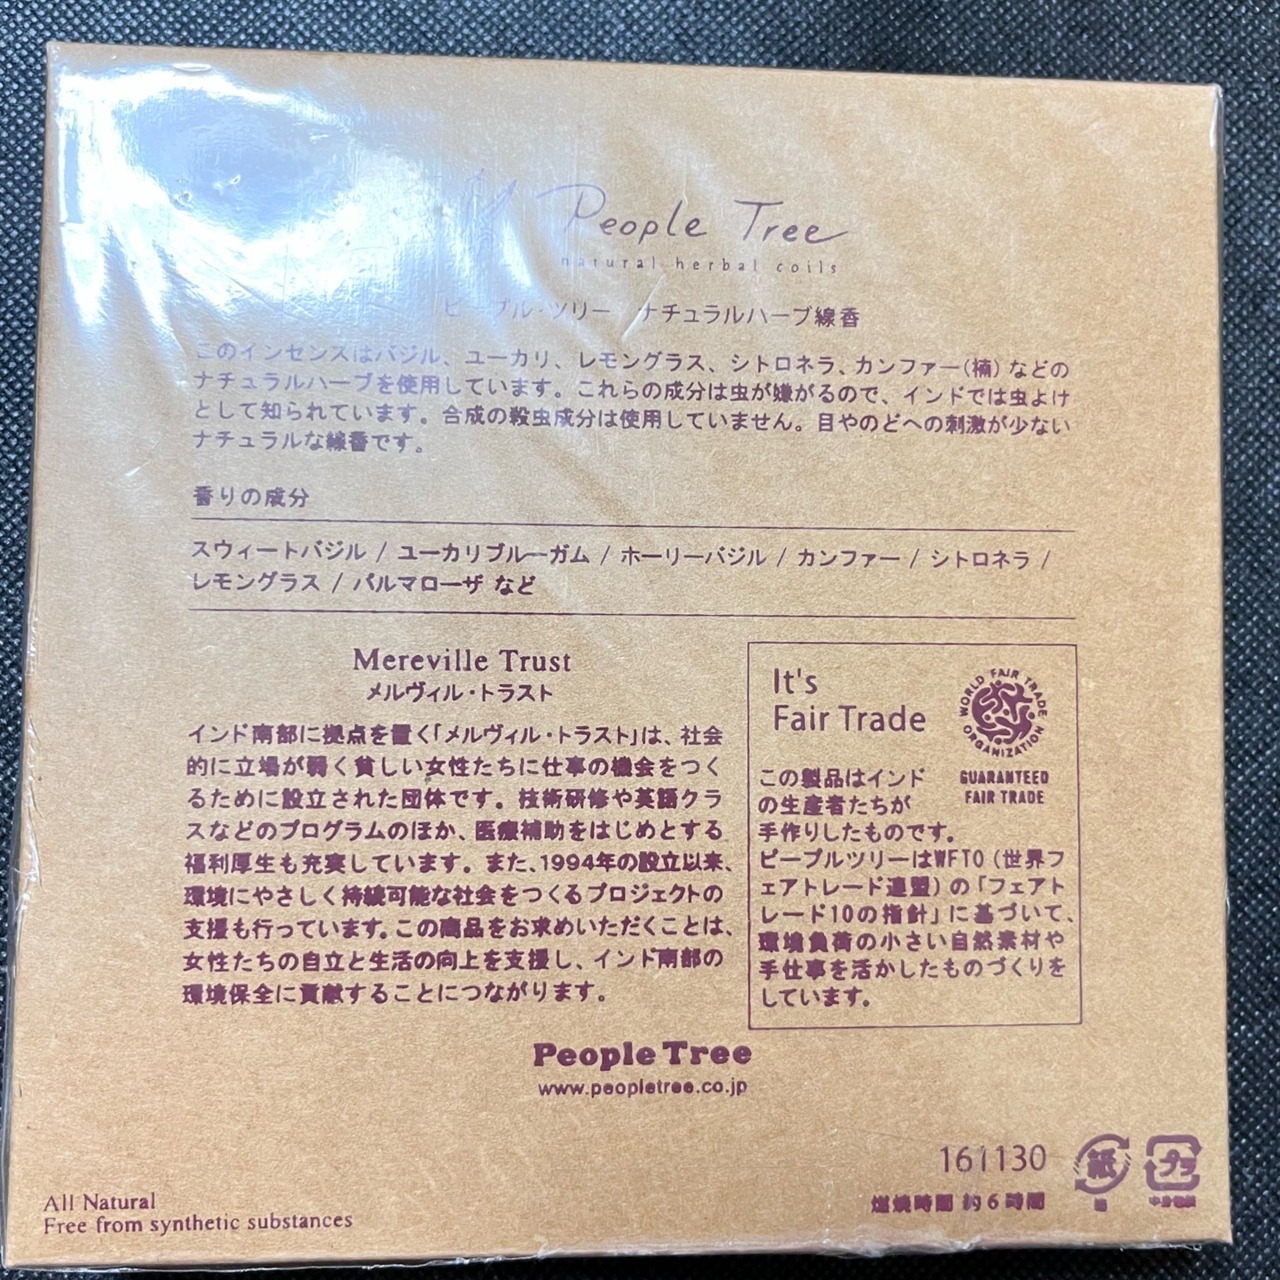 People Tree
natural herbal coils
ピープル・ツリー ナチュラルハーブ線香
このインセンスはバジル、ユーカリ、レモングラス、シトロネラ、カンファー(楠)などの
ナチュラルハーブを使用しています。これらの成分は虫が嫌がるので、インドでは虫よけ
として知られています。合成の殺虫成分は使用していません。目やのどへの刺激が少ない
ナチュラルな線香です。
香りの成分
スウィートバジル / ユーカリブルーガム / ホーリーバジル / カンファー / シトロネラ /
レモングラス / パルマローザ など
Mereville Trust
メルヴィル・トラスト
インド南部に拠点を置く「メルヴィル・トラスト」は、社会
的に立場が弱く貧しい女性たちに仕事の機会をつく
るために設立された団体です。技術研修や英語クラ
スなどのプログラムのほか、医療補助をはじめとする
福利厚生も充実しています。また、1994年の設立以来、
環境にやさしく持続可能な社会をつくるプロジェクトの
支援も行っています。この商品をお求めいただくことは、
女性たちの自立と生活の向上を支援し、インド南部の
環境保全に貢献することにつながります。
It's
Fair Trade
WORLD FAIR TRADE ORGANIZATION
GUARANTEED
FAIR TRADE
この製品はインド
の生産者たちが
手作りしたものです。
ピープルツリーはWFTO(世界フ
ェアトレード連盟)の「フェアト
レード10の指針」に基づいて、
環境負荷の小さい自然素材や
手仕事を活かしたものづくりを
しています。
People Tree
www.peopletree.co.jp
161130
燃焼時間 約6時間
紙
箱
プラ
中身個装
All Natural
Free from synthetic substances